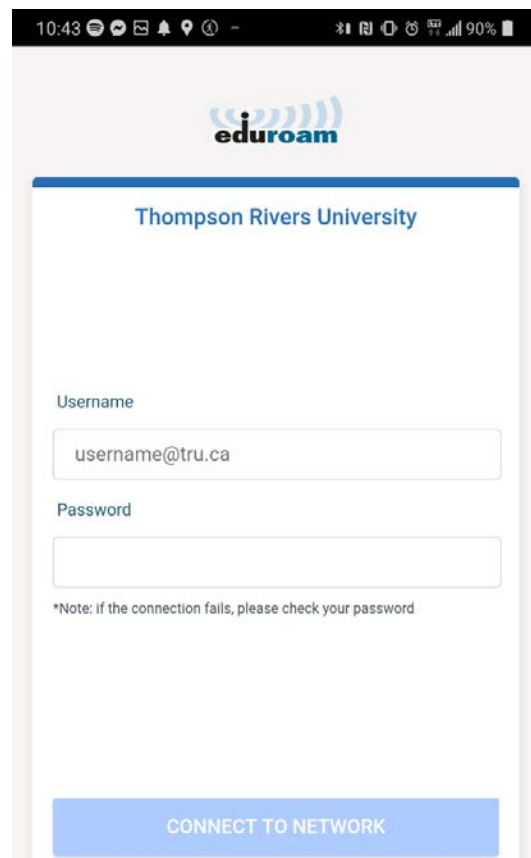 10:43 90%
eduroam
Thompson Rivers University
Username
username@tru.ca
Password
*Note: if the connection fails, please check your password
CONNECT TO NETWORK